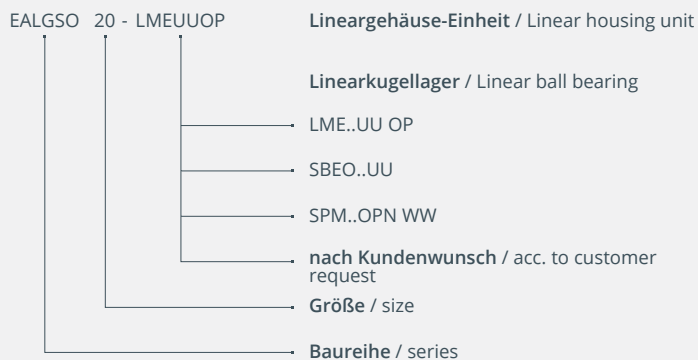 EALGSO 20 - LMEUUOP Lineargehäuse-Einheit / Linear housing unit
Linearkugellager / Linear ball bearing
LME..UU OP
SBEO..UU
SPM..OPN WW
nach Kundenwunsch / acc. to customer
request
Größe / size
Baureihe / series